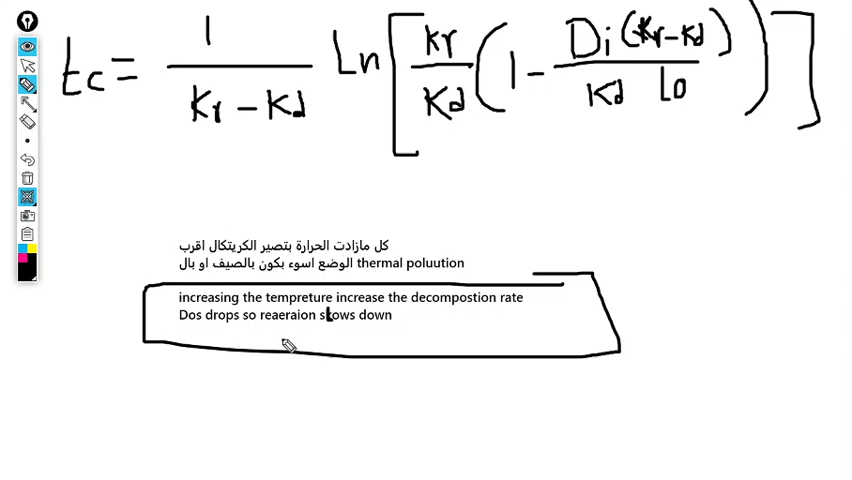 tc = 1 / (Kr - Kd) Ln [ Kr / Kd ( 1 - Di (Kr - Kd) / Kd Lo ) ]
كل مازادت الحرارة بتصير الكريتكال اقرب
الوضع اسوء بكون بالصيف او بال thermal poluution
increasing the tempreture increase the decompostion rate
Dos drops so reaeraion slows down